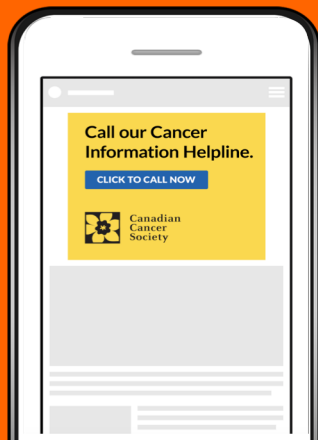 Call our Cancer
Information Helpline.
CLICK TO CALL NOW
Canadian
Cancer
Society